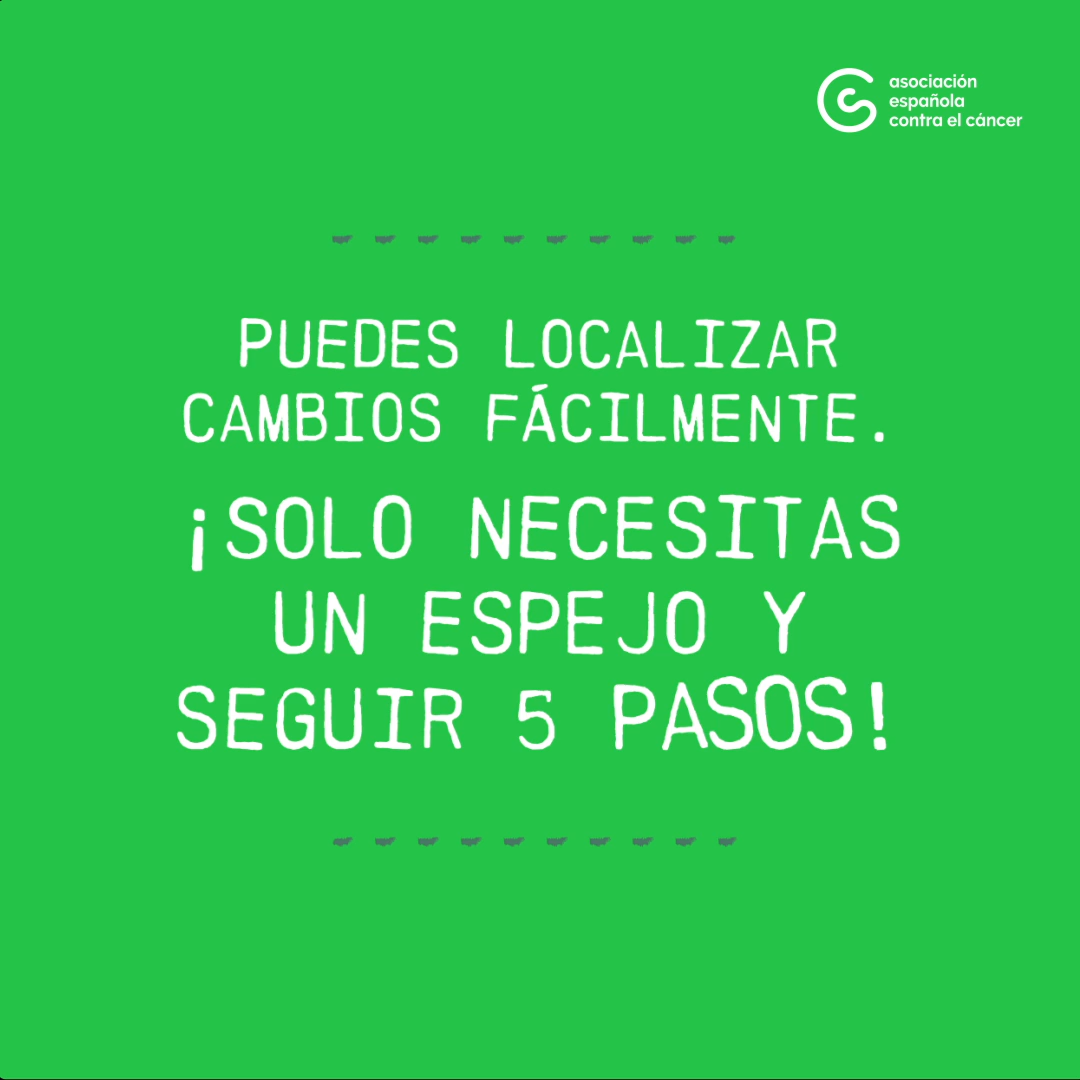 asociación
española
contra el cáncer
PUEDES LOCALIZAR
CAMBIOS FÁCILMENTE.
¡SOLO NECESITAS
UN ESPEJO Y
SEGUIR 5 PASOS!